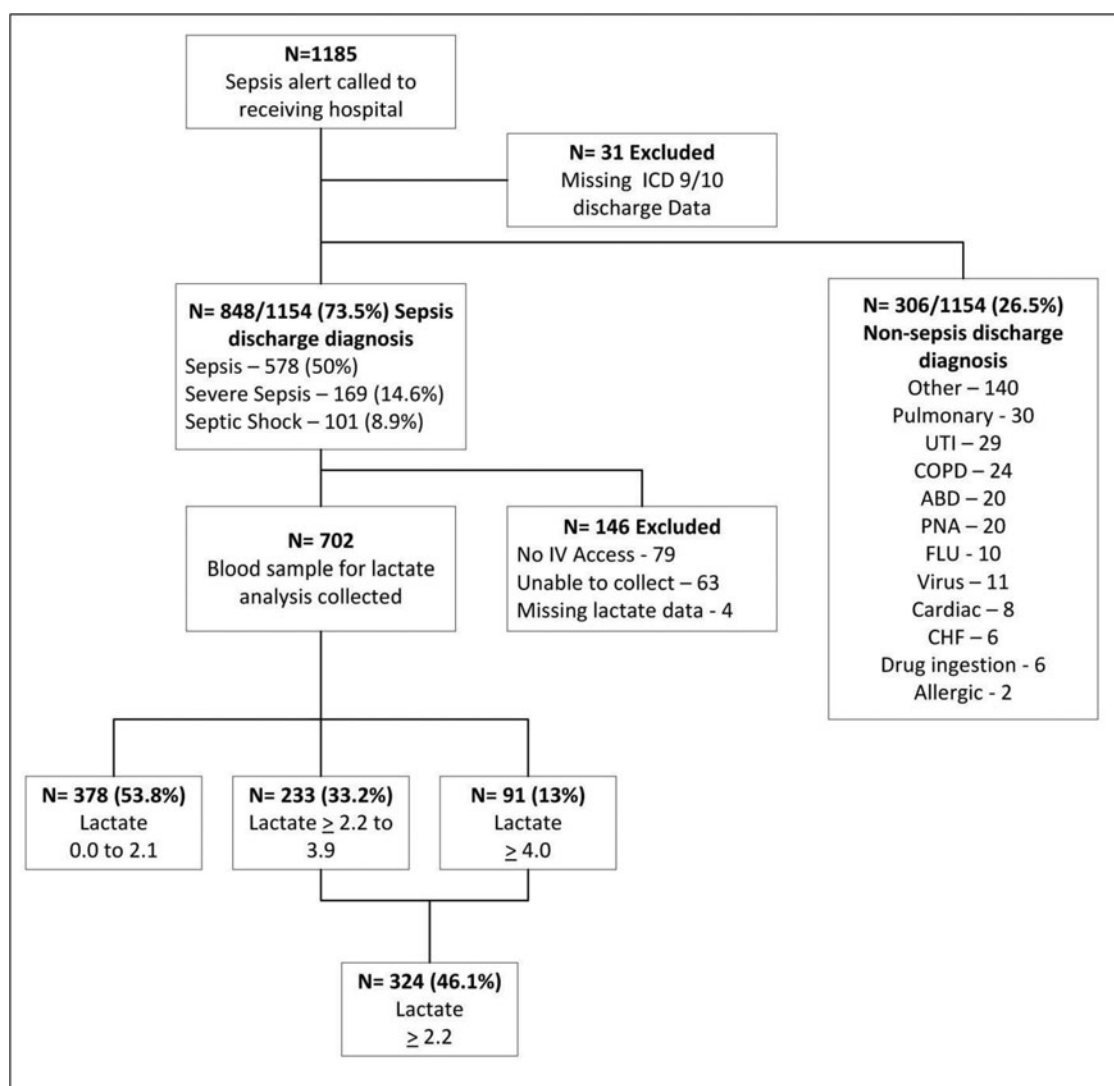 N=1185
Sepsis alert called to
receiving hospital
N= 31 Excluded
Missing ICD 9/10
discharge Data
N= 848/1154 (73.5%) Sepsis
discharge diagnosis
Sepsis – 578 (50%)
Severe Sepsis – 169 (14.6%)
Septic Shock – 101 (8.9%)
N= 306/1154 (26.5%)
Non-sepsis discharge
diagnosis
Other – 140
Pulmonary - 30
UTI – 29
COPD – 24
ABD – 20
PNA – 20
FLU - 10
Virus – 11
Cardiac – 8
CHF – 6
Drug ingestion - 6
Allergic - 2
N= 702
Blood sample for lactate
analysis collected
N= 146 Excluded
No IV Access - 79
Unable to collect – 63
Missing lactate data - 4
N= 378 (53.8%)
Lactate
0.0 to 2.1
N= 233 (33.2%)
Lactate ≥ 2.2 to
3.9
N= 91 (13%)
Lactate
≥ 4.0
N= 324 (46.1%)
Lactate
≥ 2.2